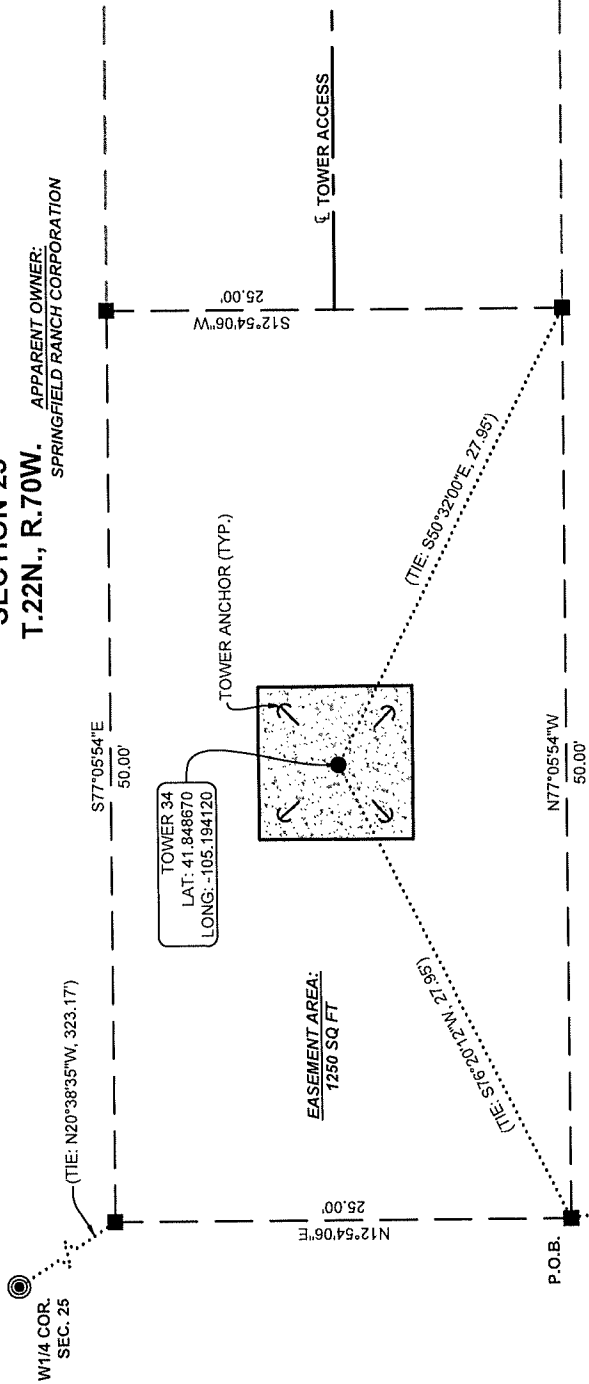 SECTION 25
T.22N., R.70W.
APPARENT OWNER:
SPRINGFIELD RANCH CORPORATION
W1/4 COR.
SEC. 25
(TIE: N20°38'35"W, 323.17')
S77°05'54"E
50.00'
TOWER 34
LAT: 41.848670
LONG: -105.194120
TOWER ANCHOR (TYP.)
S12°54'06"W
25.00'
℄ TOWER ACCESS
EASEMENT AREA:
1250 SQ FT
N12°54'06"E
25.00'
(TIE: S76°20'12"W, 27.95')
(TIE: S50°32'00"E, 27.95')
P.O.B.
N77°05'54"W
50.00'